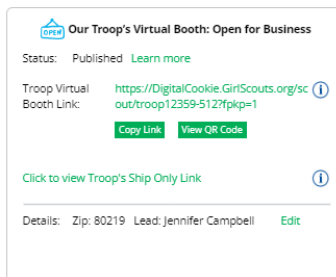 OPEN Our Troop's Virtual Booth: Open for Business
Status: Published Learn more
Troop Virtual https://DigitalCookie.GirlScouts.org/sc
Booth Link: out/troop12359-512?fpkp=1
Copy Link View QR Code
Click to view Troop's Ship Only Link
Details: Zip: 80219 Lead: Jennifer Campbell Edit